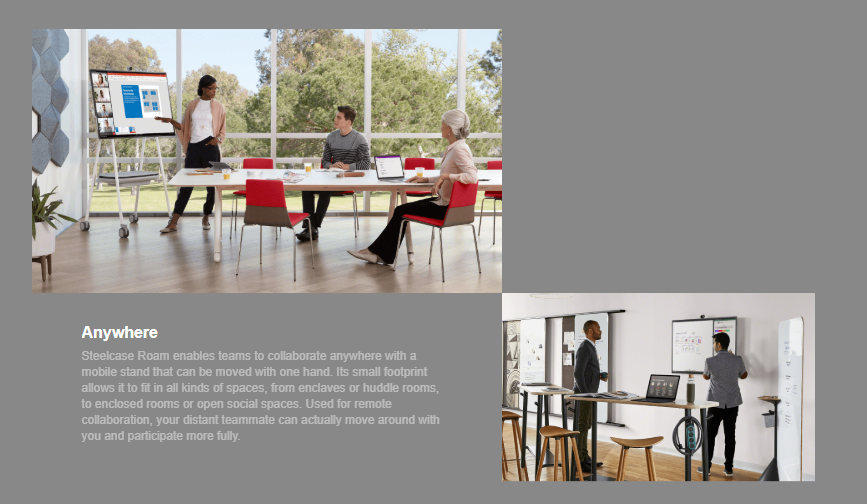 Anywhere
Steelcase Roam enables teams to collaborate anywhere with a
mobile stand that can be moved with one hand. Its small footprint
allows it to fit in all kinds of spaces, from enclaves or huddle rooms,
to enclosed rooms or open social spaces. Used for remote
collaboration, your distant teammate can actually move around with
you and participate more fully.